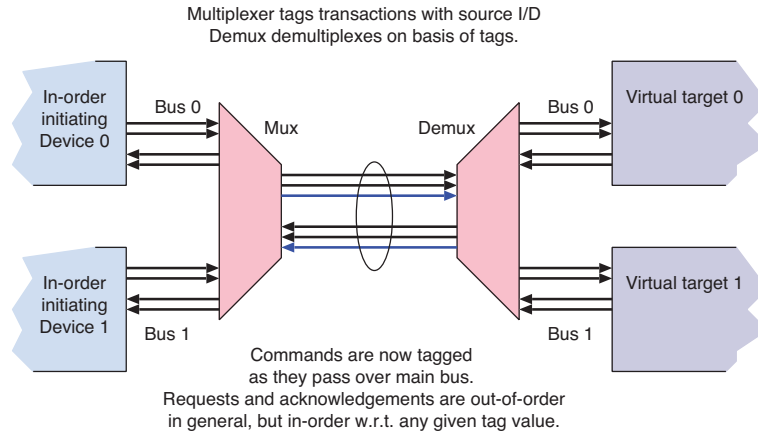 Multiplexer tags transactions with source I/D
Demux demultiplexes on basis of tags.
In-order
initiating
Device 0
Bus 0
Mux
Demux
Bus 0
Virtual target 0
In-order
initiating
Device 1
Bus 1
Bus 1
Virtual target 1
Commands are now tagged
as they pass over main bus.
Requests and acknowledgements are out-of-order
in general, but in-order w.r.t. any given tag value.